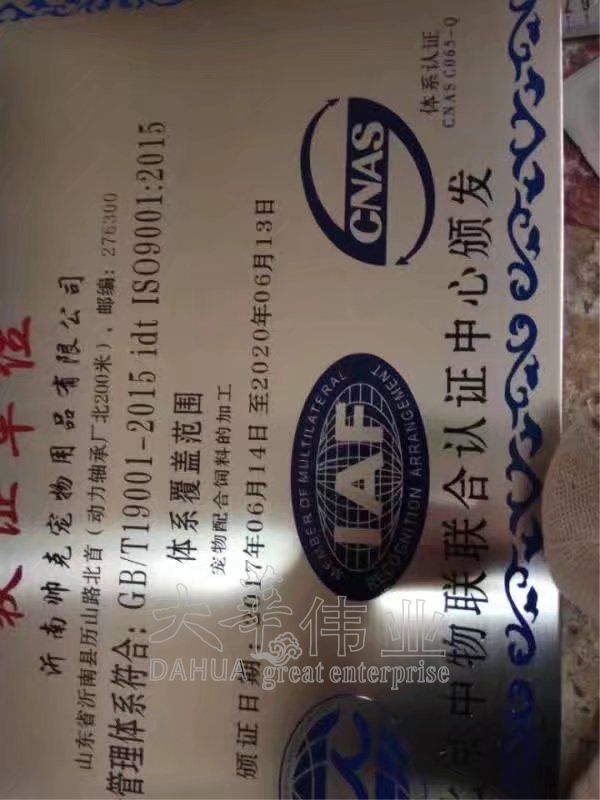 获证单位
沂南帅克宠物用品有限公司
山东省沂南县历山路北首（动力轴承厂北200米），邮编：276300
管理体系符合：GB/T19001-2015 idt ISO9001:2015
体系覆盖范围
宠物配合饲料的加工
颁证日期：2017年06月14日 至2020年06月13日
MEMBER OF MULTILATERAL
IAF
RECOGNITION ARRANGEMENT
CNAS
体系认证
CNAS C065-Q
北京中物联联合认证中心颁发
大华伟业
DAHUA great enterprise